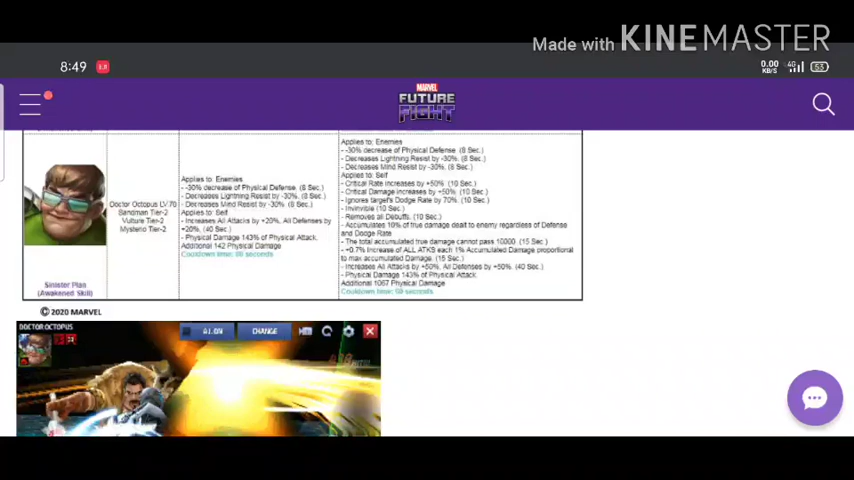 Made with KINEMASTER
8:49
0.00
KB/S
4G
53
MARVEL
FUTURE
FIGHT
Applies to: Enemies
- -30% decrease of Physical Defense (8 Sec.)
- Decreases Lightning Resist by -30%. (8 Sec.)
- Decreases Mind Resist by -30%. (8 Sec.)
Applies to: Self
- Critical Rate increases by +50% (10 Sec.)
- Critical Damage increases by +50% (10 Sec.)
- Ignores target's Dodge Rate by 70%. (10 Sec.)
- Invincible (10 Sec.)
- Removes all Debuffs. (10 Sec.)
- Accumulates 10% of true damage dealt to enemy regardless of Defense
and Dodge Rate
- The total accumulated true damage cannot pass 10000 (15 Sec.)
- +0.7% Increase of ALL ATKS each 1% Accumulated Damage proportional
to max accumulated Damage. (15 Sec.)
- Increases All Attacks by +50%, All Defenses by +50%. (40 Sec.)
- Physical Damage 143% of Physical Attack.
Additional 1067 Physical Damage
Applies to: Enemies
- -30% decrease of Physical Defense. (8 Sec.)
- Decreases Lightning Resist by -30%. (8 Sec.)
- Decreases Mind Resist by -30%. (8 Sec.)
Applies to: Self
- Increases All Attacks by +20%, All Defenses by
+20%. (40 Sec.)
- Physical Damage 143% of Physical Attack.
Additional 142 Physical Damage
Doctor Octopus LV.70
Sandman Tier-2
Vulture Tier-2
Mysterio Tier-2
Sinister Plan
(Awakened Skill)
© 2020 MARVEL
DOCTOR OCTOPUS
CHANGE